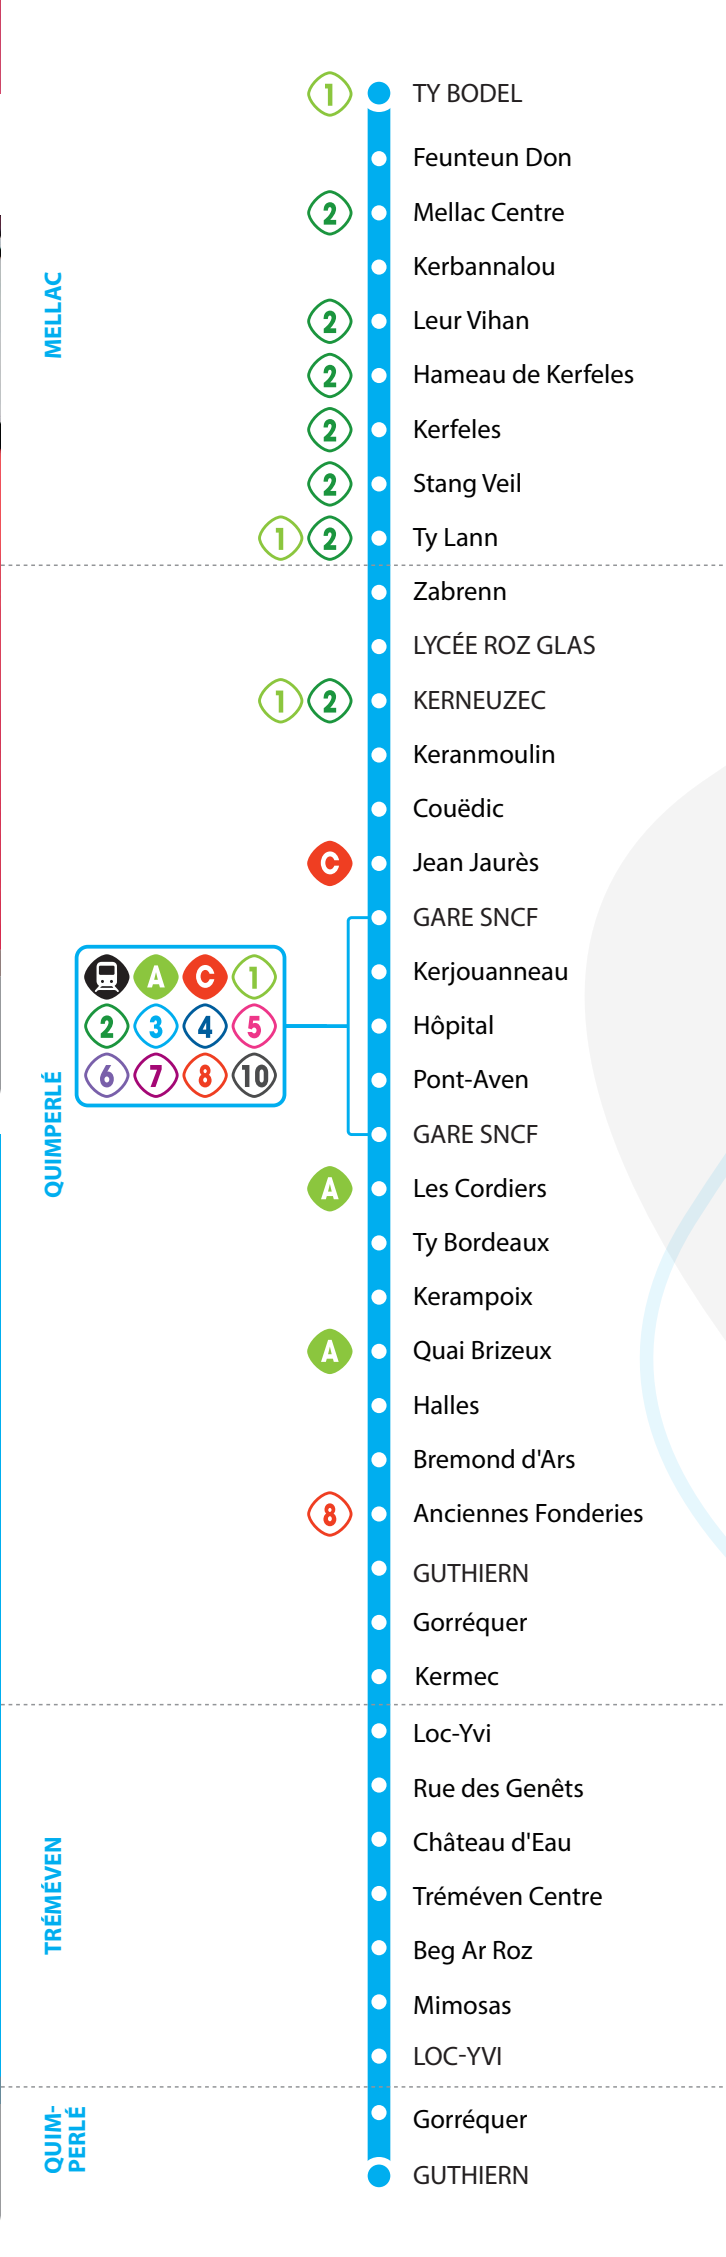 MELLAC
1 TY BODEL
Feunteun Don
2 Mellac Centre
Kerbannalou
2 Leur Vihan
2 Hameau de Kerfeles
2 Kerfeles
2 Stang Veil
1 2 Ty Lann
QUIMPERLÉ
Zabrenn
LYCÉE ROZ GLAS
1 2 KERNEUZEC
Keranmoulin
Couëdic
C Jean Jaurès
GARE SNCF
A C 1
2 3 4 5
6 7 8 10
Kerjouanneau
Hôpital
Pont-Aven
GARE SNCF
A Les Cordiers
Ty Bordeaux
Kerampoix
A Quai Brizeux
Halles
Bremond d'Ars
8 Anciennes Fonderies
GUTHIERN
Gorréquer
Kermec
TRÉMÉVEN
Loc-Yvi
Rue des Genêts
Château d'Eau
Tréméven Centre
Beg Ar Roz
Mimosas
LOC-YVI
QUIM-
PERLÉ
Gorréquer
GUTHIERN